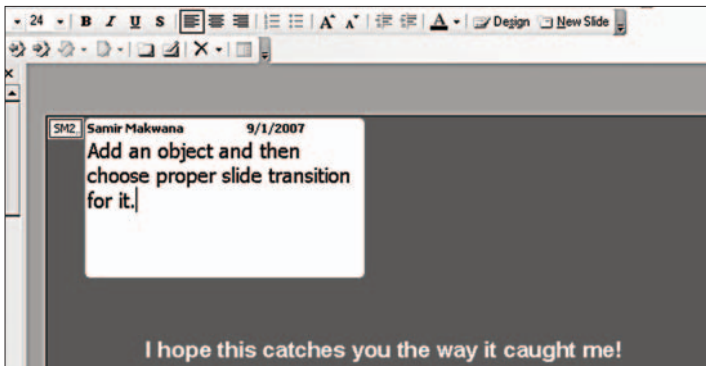 24 B I U S A A A Design New Slide
SM2 Samir Makwana 9/1/2007
Add an object and then
choose proper slide transition
for it.
I hope this catches you the way it caught me!